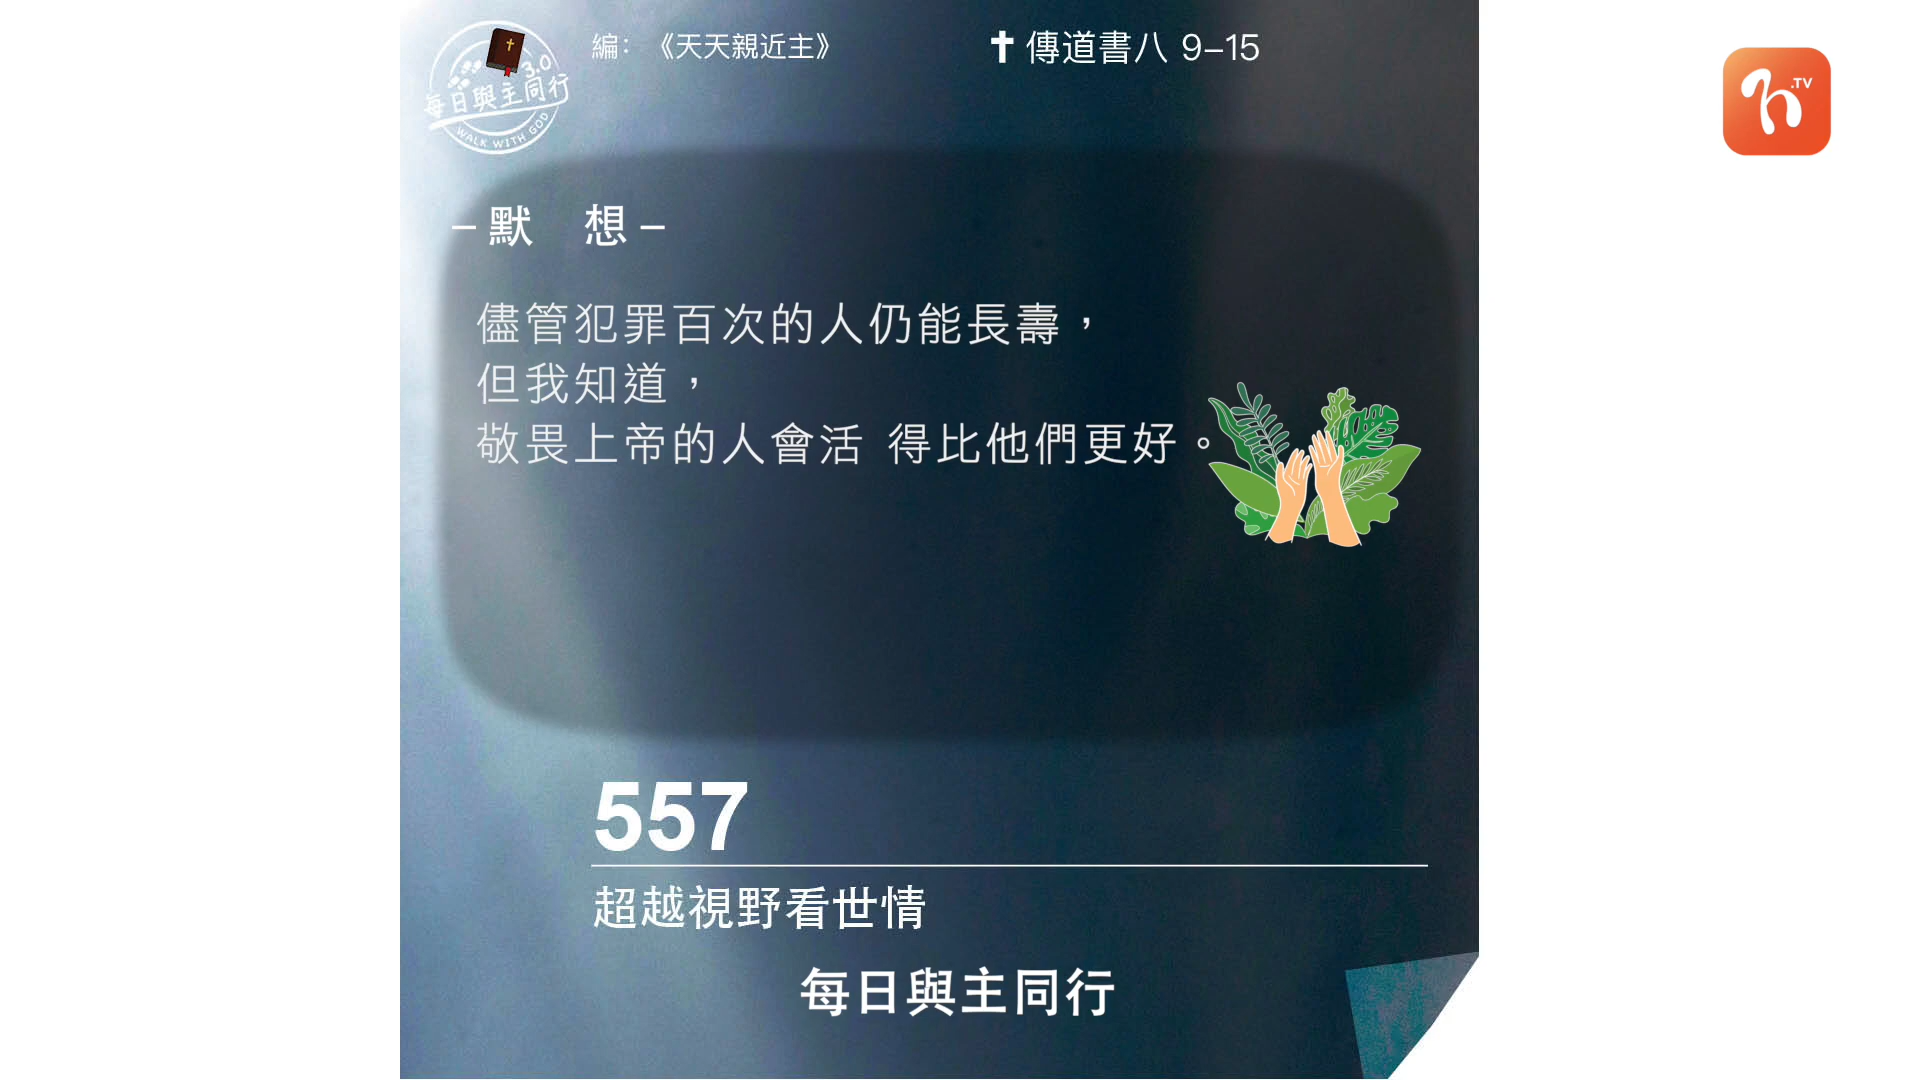 3.0
每日與主同行
WALK WITH GOD
編：《天天親近主》
✝ 傳道書八 9–15
h.TV
– 默 想 –
儘管犯罪百次的人仍能長壽，
但我知道，
敬畏上帝的人會活 得比他們更好。
557
超越視野看世情
每日與主同行